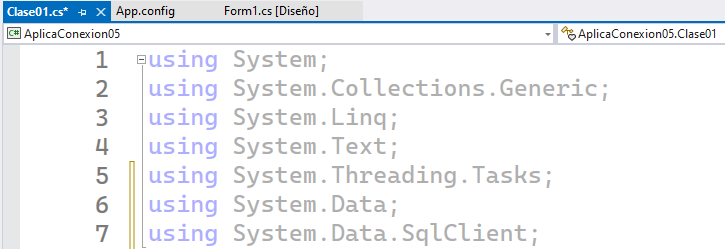 Clase01.cs* App.config Form1.cs [Diseño]
C# AplicaConexion05 AplicaConexion05.Clase01
1 using System;
2 using System.Collections.Generic;
3 using System.Linq;
4 using System.Text;
5 using System.Threading.Tasks;
6 using System.Data;
7 using System.Data.SqlClient;